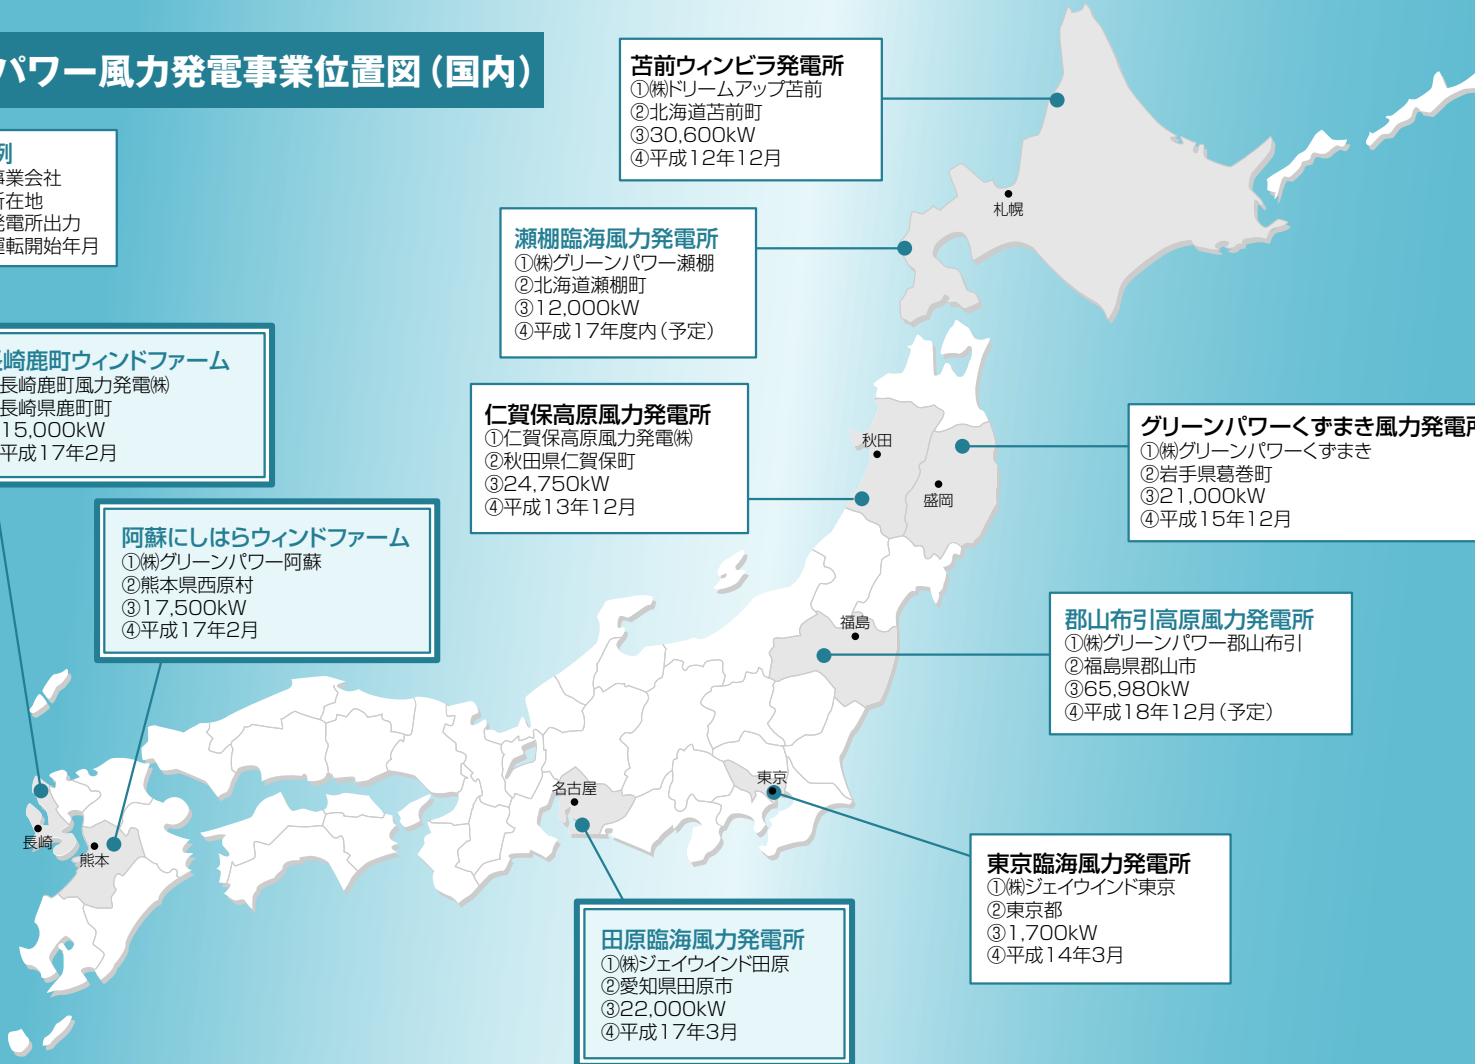 パワー風力発電事業位置図（国内）
例
事業会社
所在地
発電所出力
運転開始年月
苫前ウィンビラ発電所
①㈱ドリームアップ苫前
②北海道苫前町
③30,600kW
④平成12年12月
札幌
瀬棚臨海風力発電所
①㈱グリーンパワー瀬棚
②北海道瀬棚町
③12,000kW
④平成17年度内（予定）
長崎鹿町ウィンドファーム
長崎鹿町風力発電㈱
長崎県鹿町町
15,000kW
平成17年2月
仁賀保高原風力発電所
①仁賀保高原風力発電㈱
②秋田県仁賀保町
③24,750kW
④平成13年12月
秋田
盛岡
グリーンパワーくずまき風力発電所
①㈱グリーンパワーくずまき
②岩手県葛巻町
③21,000kW
④平成15年12月
阿蘇にしはらウィンドファーム
①㈱グリーンパワー阿蘇
②熊本県西原村
③17,500kW
④平成17年2月
福島
郡山布引高原風力発電所
①㈱グリーンパワー郡山布引
②福島県郡山市
③65,980kW
④平成18年12月（予定）
東京
名古屋
長崎
熊本
東京臨海風力発電所
①㈱ジェイウインド東京
②東京都
③1,700kW
④平成14年3月
田原臨海風力発電所
①㈱ジェイウインド田原
②愛知県田原市
③22,000kW
④平成17年3月